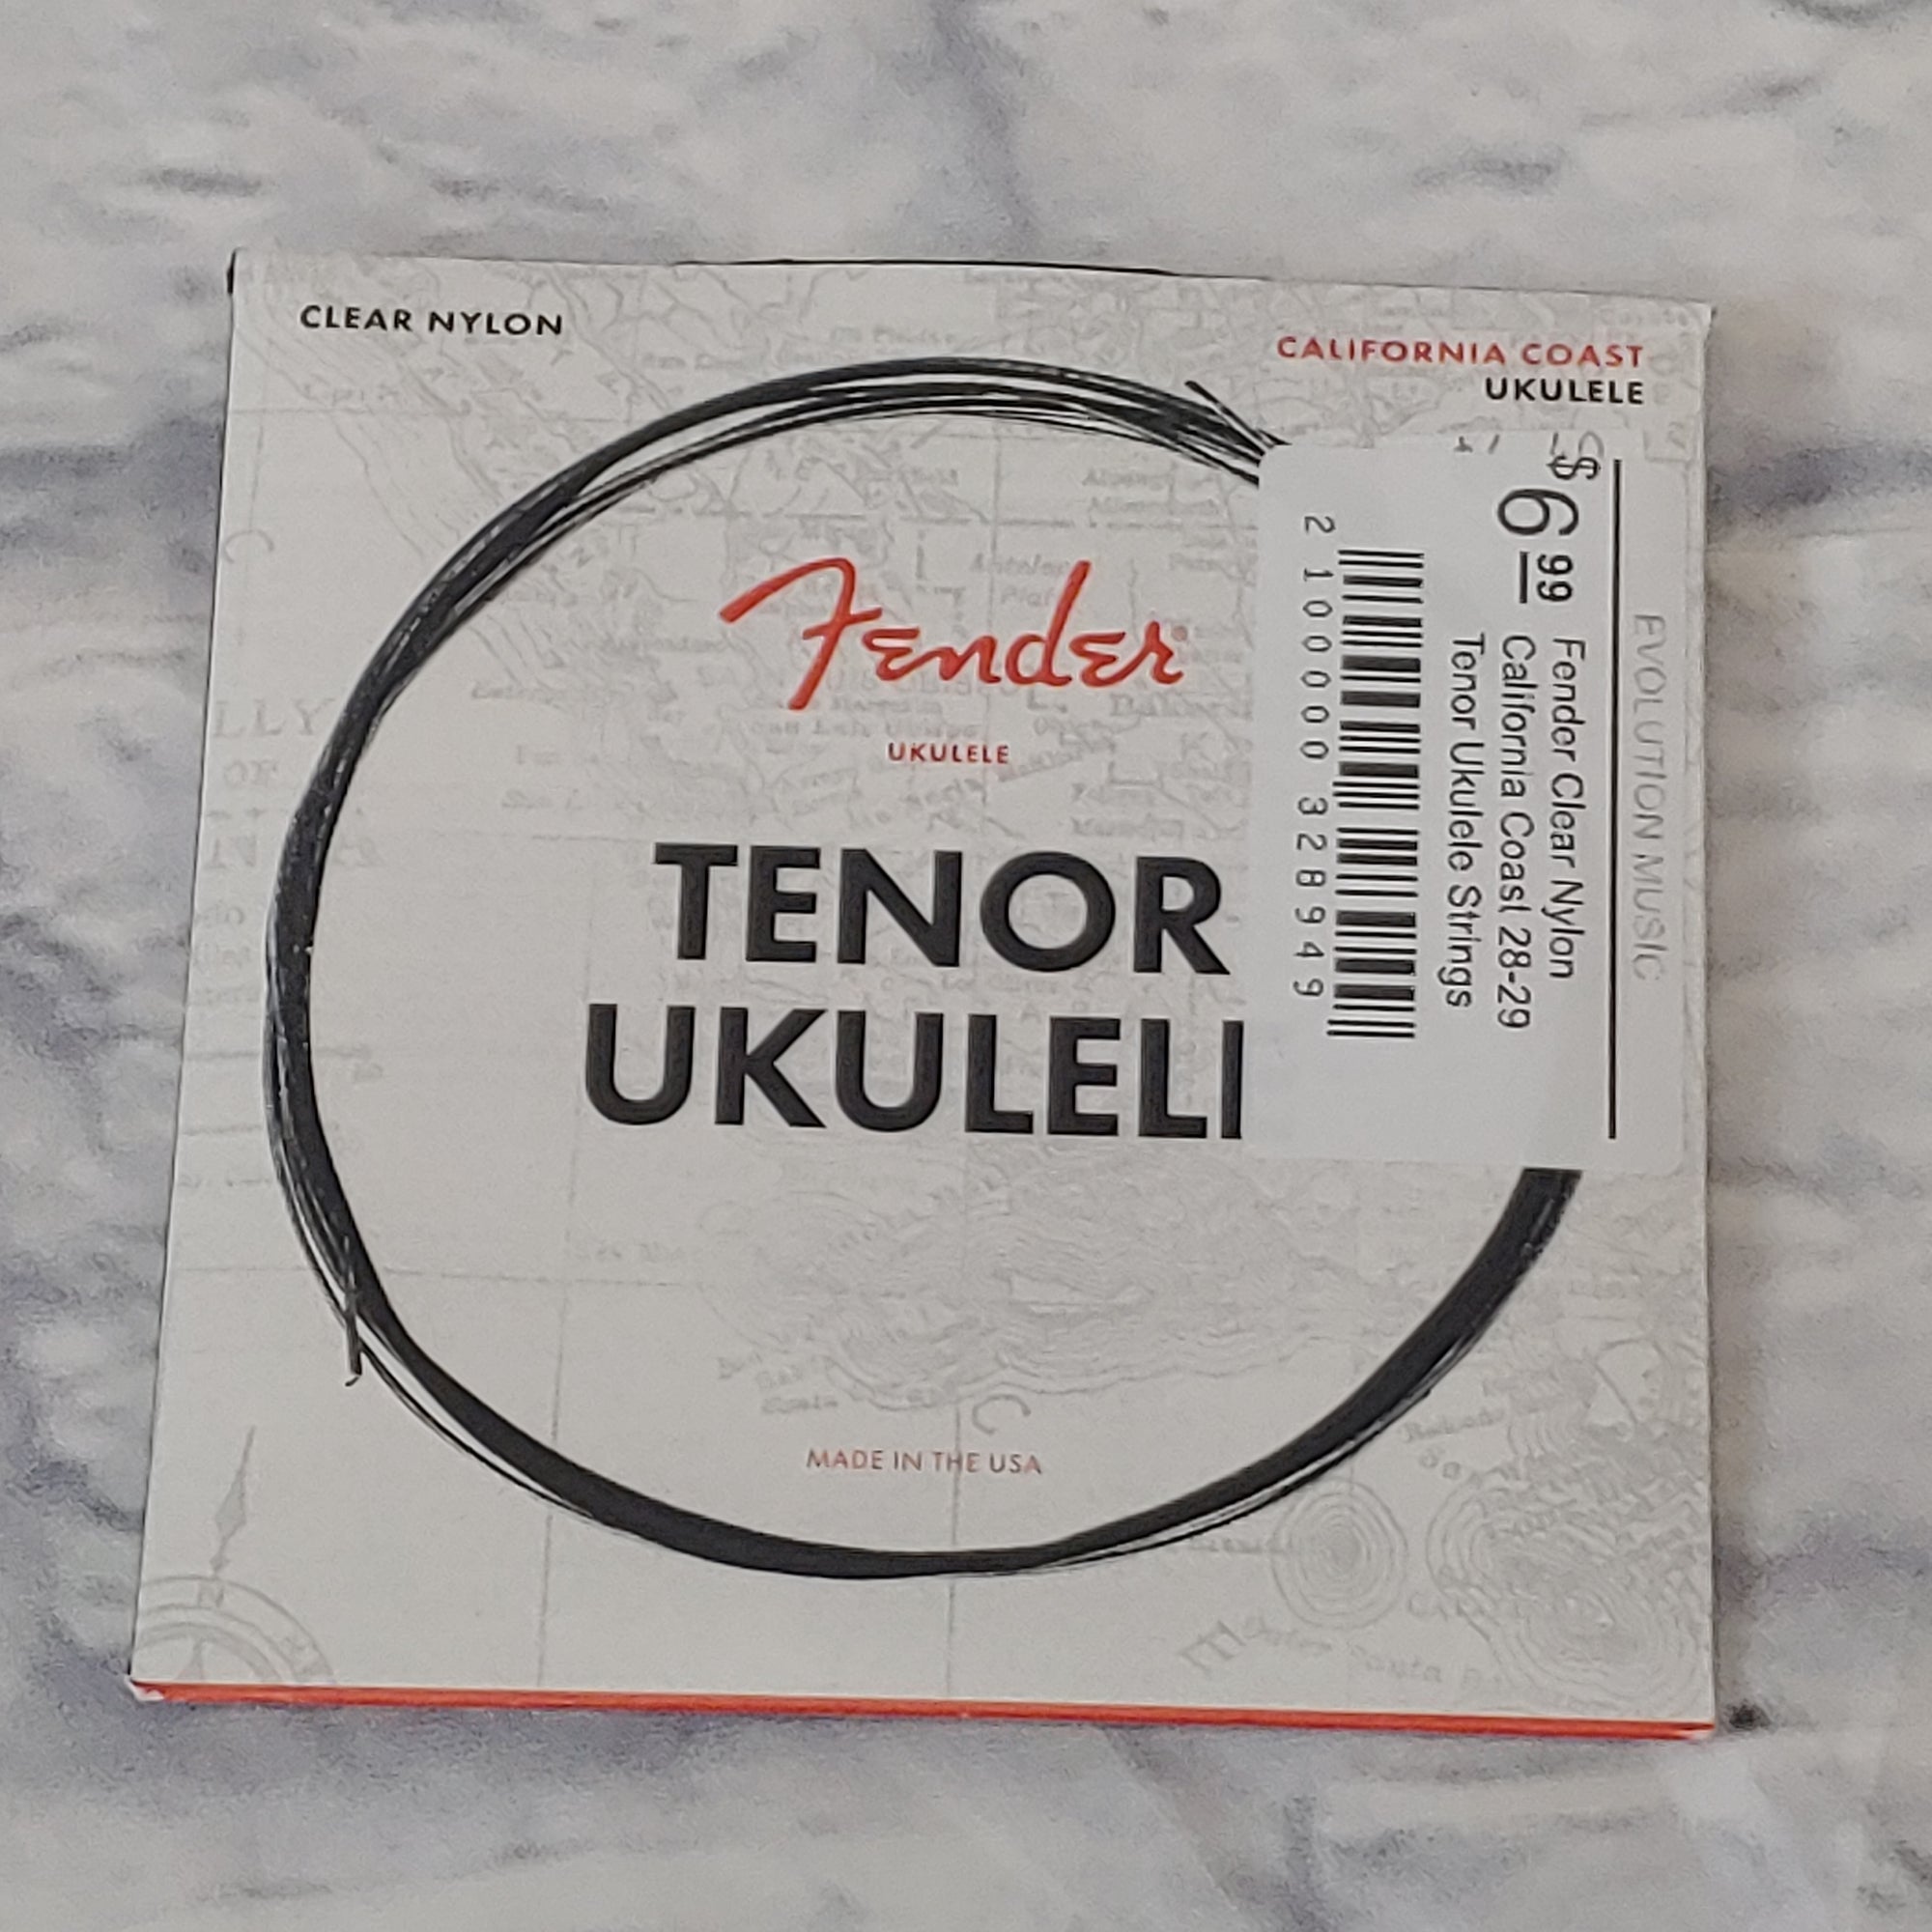 CLEAR NYLON
CALIFORNIA COAST
UKULELE
Fender
UKULELE
TENOR
UKULEL
MADE IN THE USA
EVOLUTION MUSIC
$6.99
Fender Clear Nylon
California Coast 28-29
Tenor Ukulele Strings
2 100000 328949